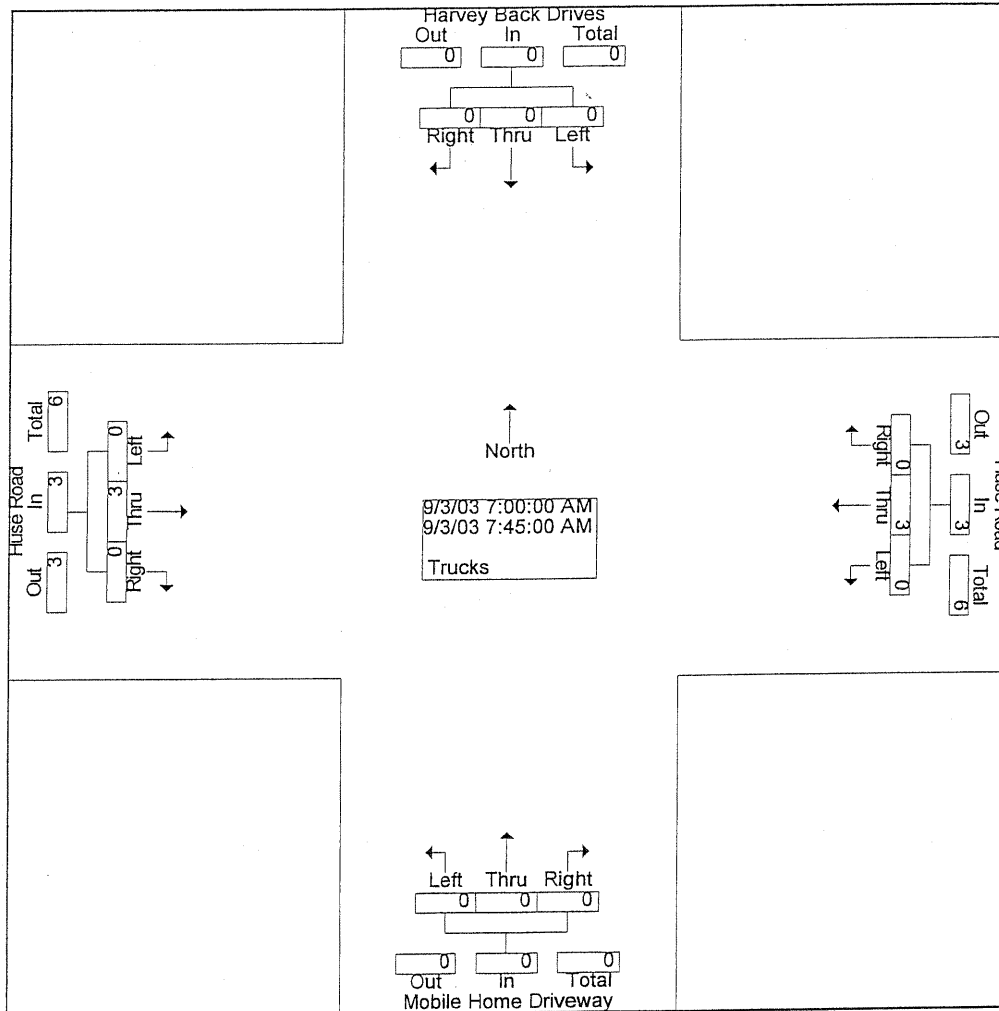 Harvey Back Drives
Out In Total
0 0 0
0 0 0
Right Thru Left
Total In Out
6 3 3
Huse Road
0 3 0
Left Thru Right
North
9/3/03 7:00:00 AM
9/3/03 7:45:00 AM
Trucks
Right Thru Left
0 3 0
Out In Total
3 3 6
Road
Left Thru Right
0 0 0
0 0 0
Out In Total
Mobile Home Driveway